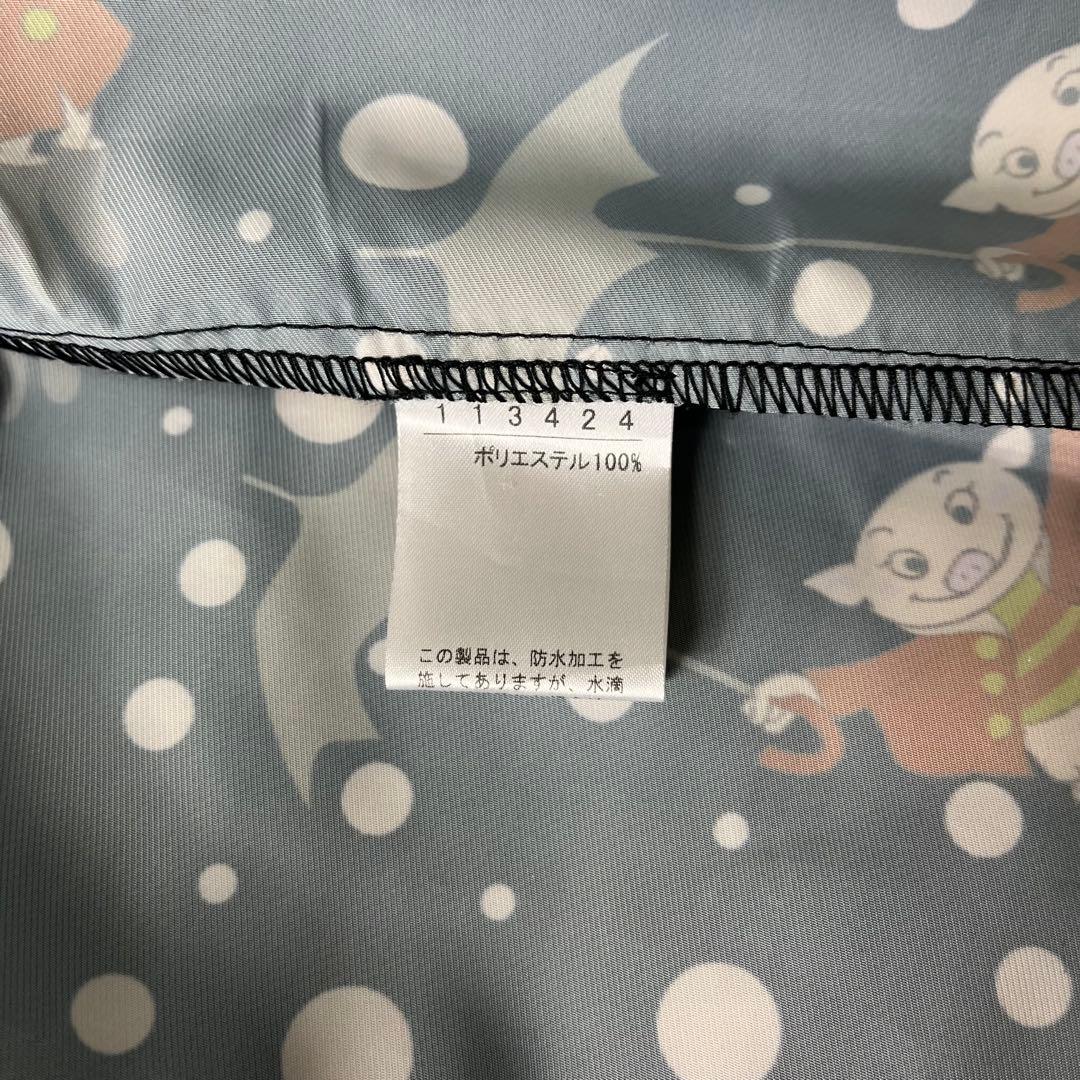 113424
ポリエステル100%
この製品は、防水加工を
施してありますが、水滴